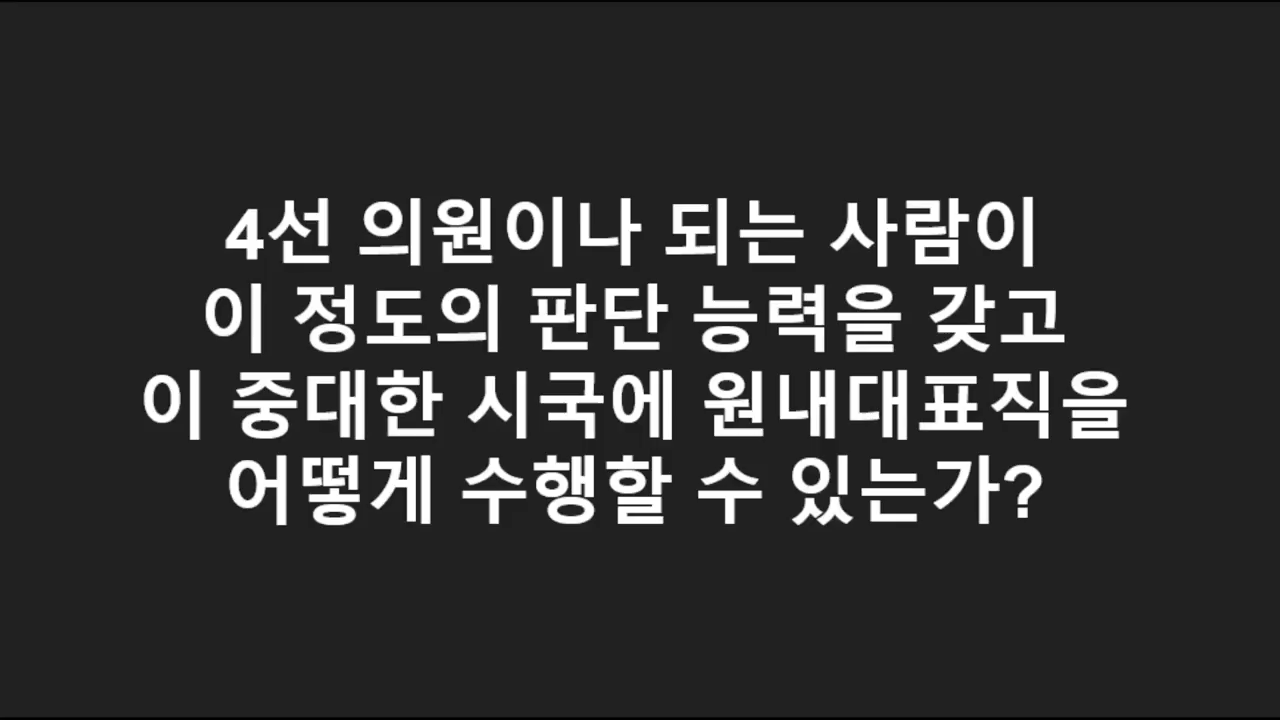 4선 의원이나 되는 사람이
이 정도의 판단 능력을 갖고
이 중대한 시국에 원내대표직을
어떻게 수행할 수 있는가?